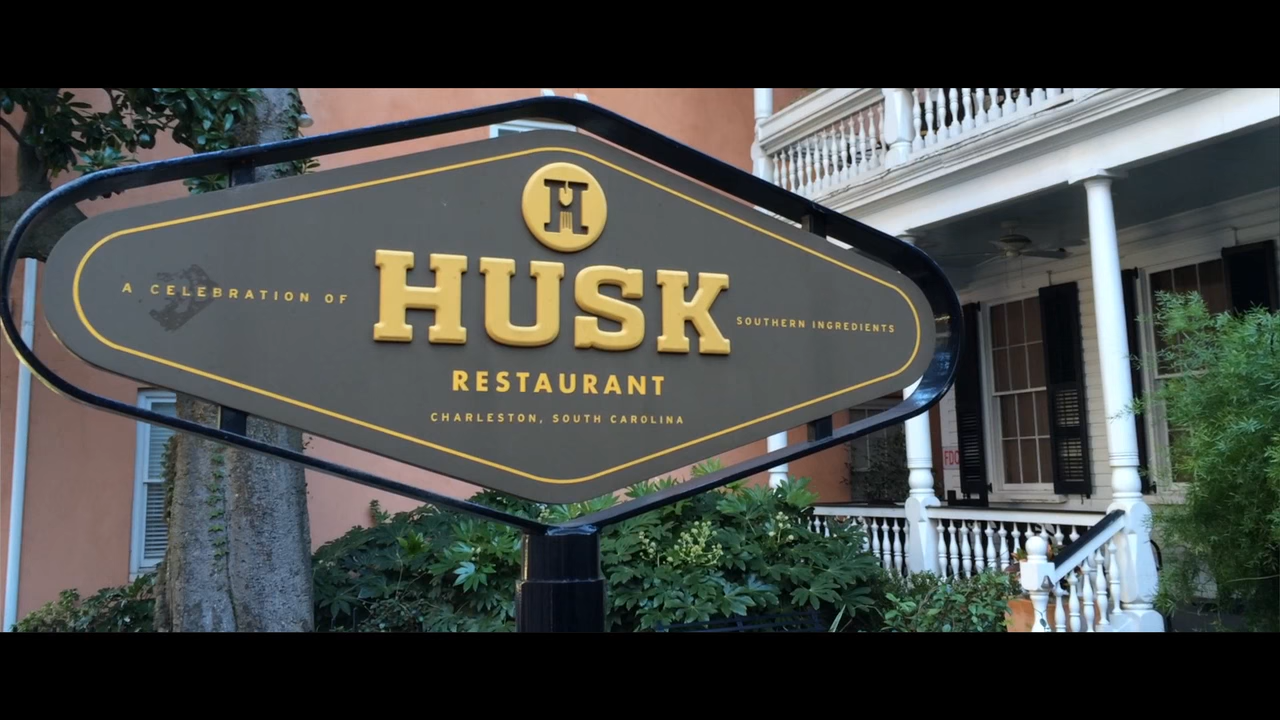 H
A CELEBRATION OF HUSK SOUTHERN INGREDIENTS
RESTAURANT
CHARLESTON, SOUTH CAROLINA